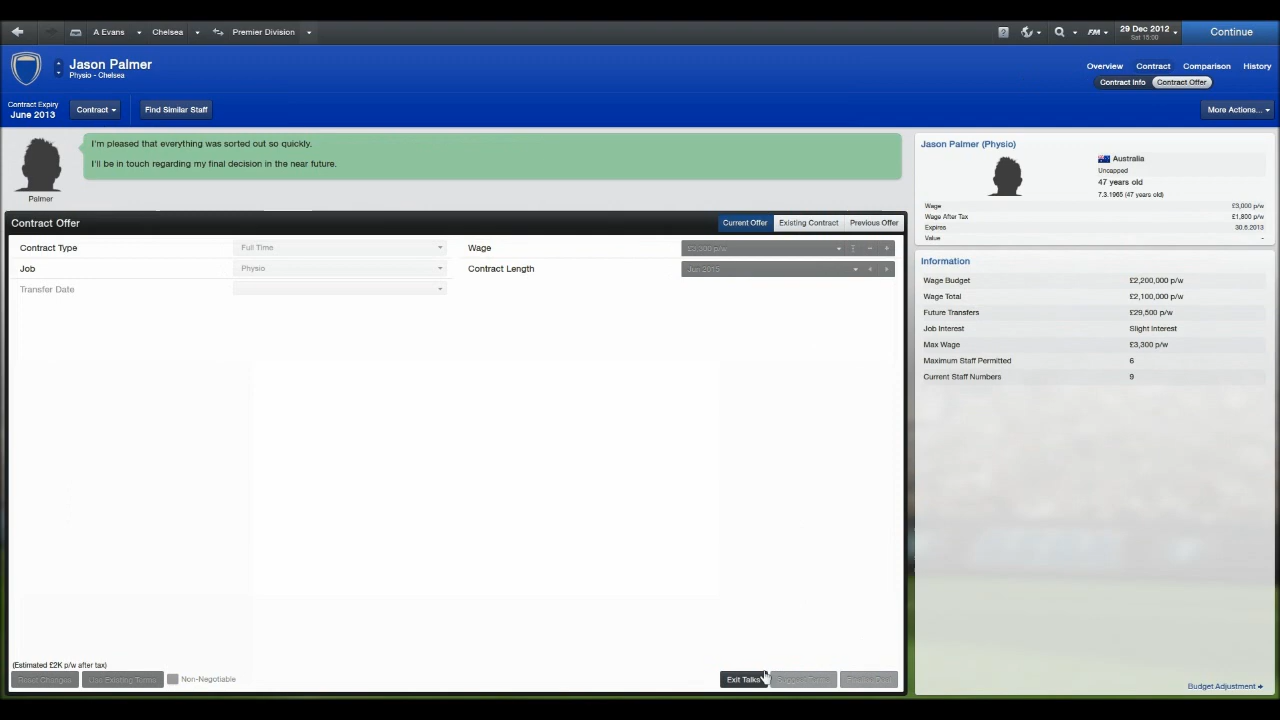 A Evans Chelsea Premier Division FM 29 Dec 2012 Continue
Sat 15:00
Jason Palmer
Physio - Chelsea
Overview Contract Comparison History
Contract Info Contract Offer
Contract Expiry
June 2013
Contract Find Similar Staff More Actions...
I'm pleased that everything was sorted out so quickly.
I'll be in touch regarding my final decision in the near future.
Palmer
Contract Offer Current Offer Existing Contract Previous Offer
Contract Type Full Time Wage
Job Physio Contract Length Jun 2015
Transfer Date
(Estimated £2K p/w after tax)
Reset Changes Use Existing Terms Non-Negotiable Exit Talks Suggest Terms Finalise Deal
Jason Palmer (Physio)
Australia
Uncapped
47 years old
7.3.1965 (47 years old)
Wage £3,000 p/w
Wage After Tax £1,800 p/w
Expires 30.6.2013
Value -
Information
Wage Budget £2,200,000 p/w
Wage Total £2,100,000 p/w
Future Transfers £29,500 p/w
Job Interest Slight Interest
Max Wage £3,300 p/w
Maximum Staff Permitted 6
Current Staff Numbers 9
Budget Adjustment